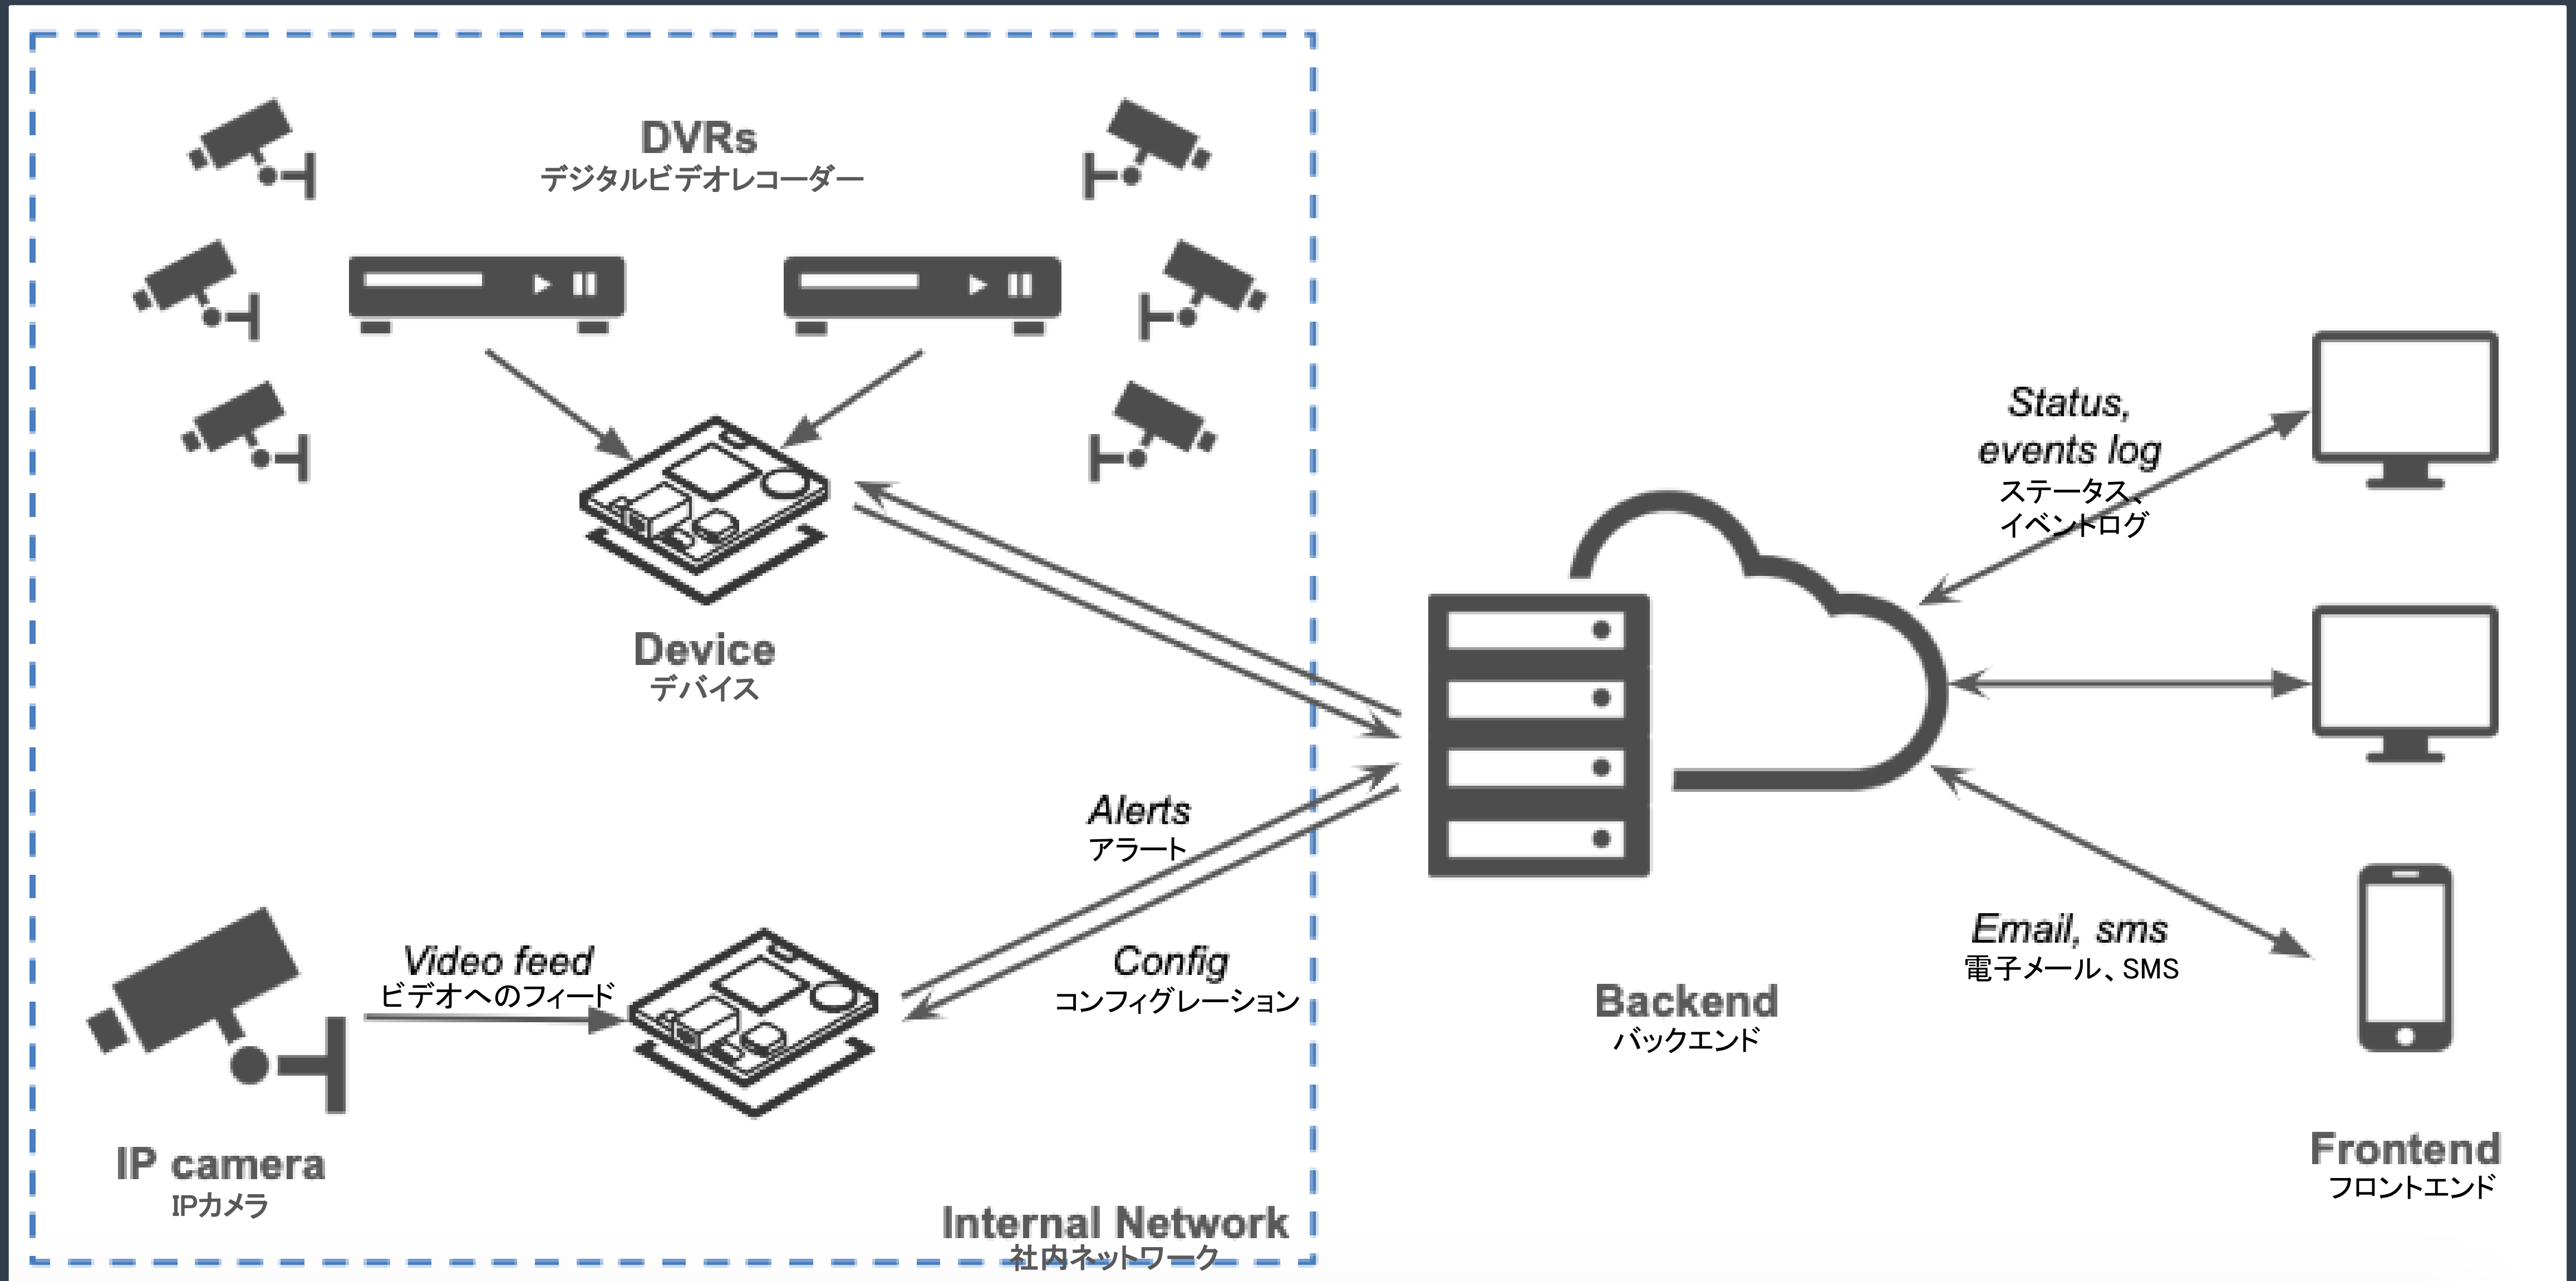 DVRs
デジタルビデオレコーダー
Device
デバイス
Status,
events log
ステータス、
イベントログ
Alerts
アラート
Video feed
ビデオへのフィード
Config
コンフィグレーション
Email, sms
電子メール、SMS
Backend
バックエンド
IP camera
IPカメラ
Internal Network
社内ネットワーク
Frontend
フロントエンド